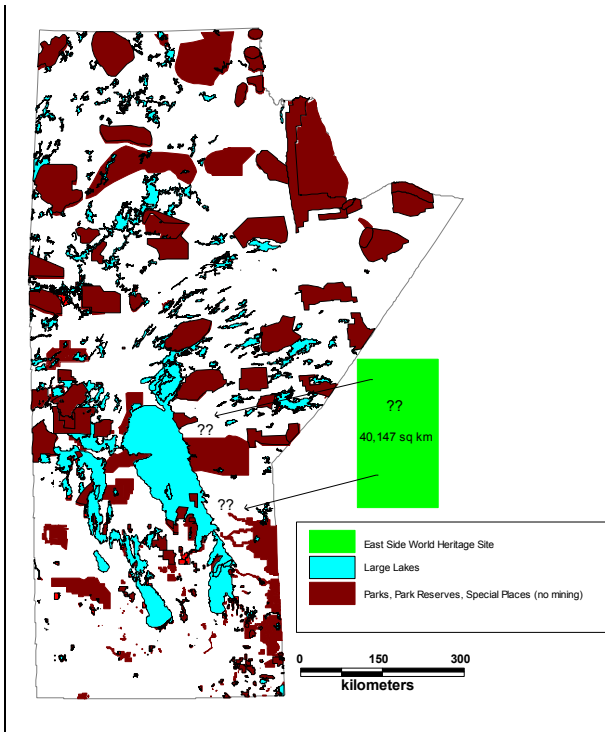 ??
40,147 sq km
??
??
East Side World Heritage Site
Large Lakes
Parks, Park Reserves, Special Places (no mining)
0 150 300
kilometers